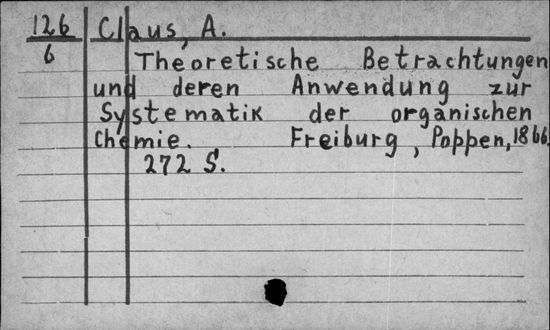 126 Claus, A.
6 Theoretische Betrachtungen
und deren Anwendung zur
Systematik der organischen
Chemie. Freiburg, Poppen, 1866.
272 S.